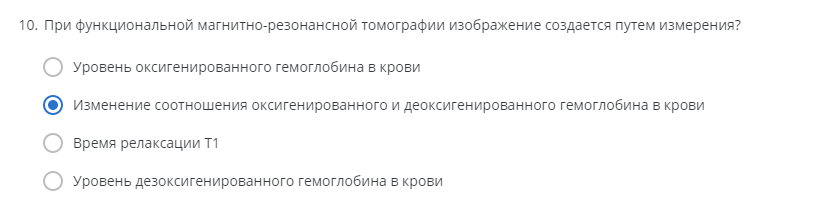 10. При функциональной магнитно-резонансной томографии изображение создается путем измерения?
Уровень оксигенированного гемоглобина в крови
Изменение соотношения оксигенированного и деоксигенированного гемоглобина в крови
Время релаксации T1
Уровень дезоксигенированного гемоглобина в крови